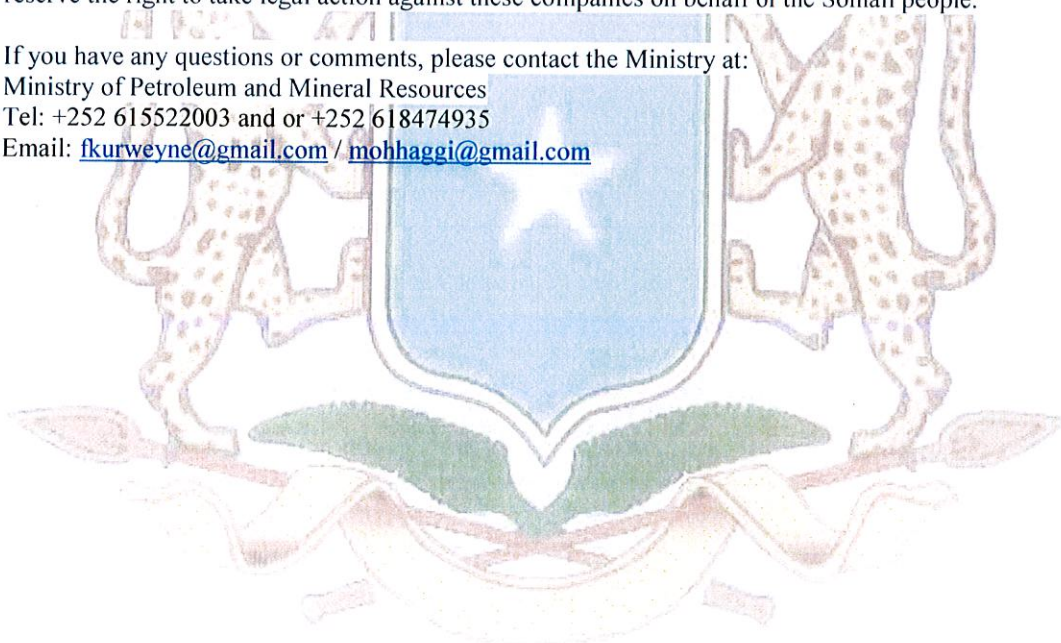 reserve the right to take legal action against these companies on behalf of the Somali people.
If you have any questions or comments, please contact the Ministry at:
Ministry of Petroleum and Mineral Resources
Tel: +252 615522003 and or +252 618474935
Email: fkurweyne@gmail.com / mohhaggi@gmail.com